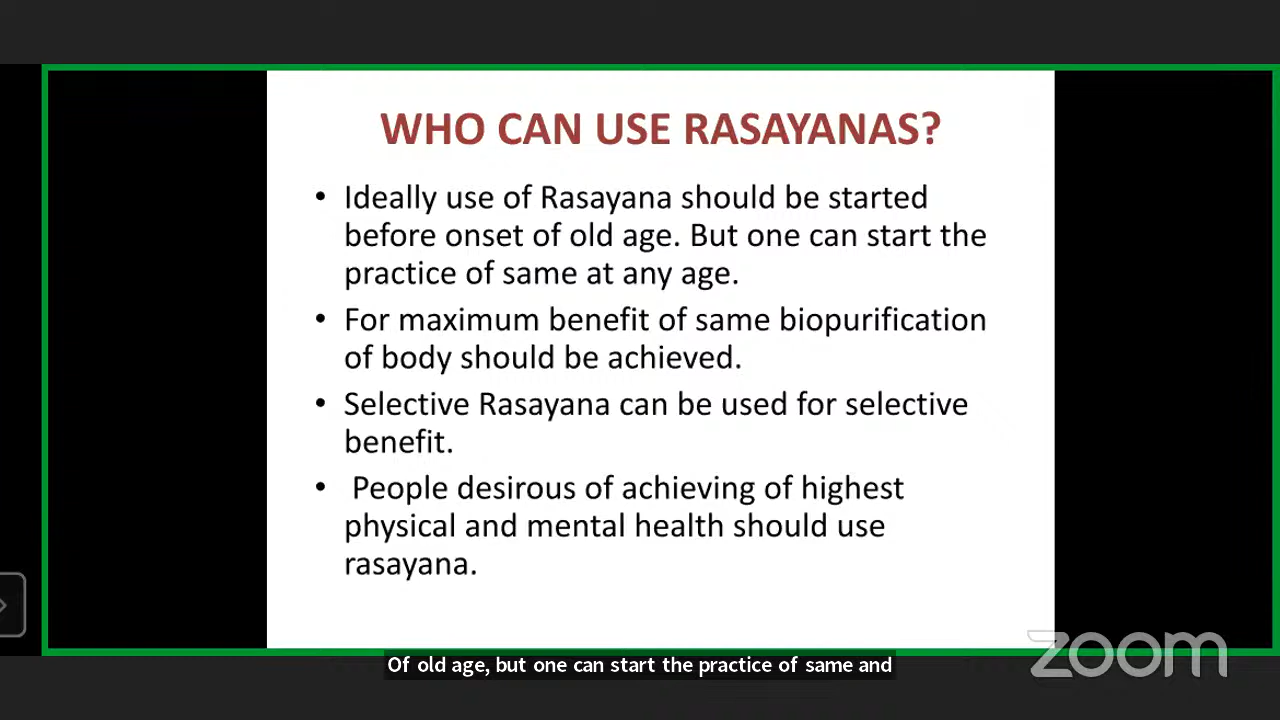 WHO CAN USE RASAYANAS?
• Ideally use of Rasayana should be started
before onset of old age. But one can start the
practice of same at any age.
• For maximum benefit of same biopurification
of body should be achieved.
• Selective Rasayana can be used for selective
benefit.
• People desirous of achieving of highest
physical and mental health should use
rasayana.
zoom
Of old age, but one can start the practice of same and